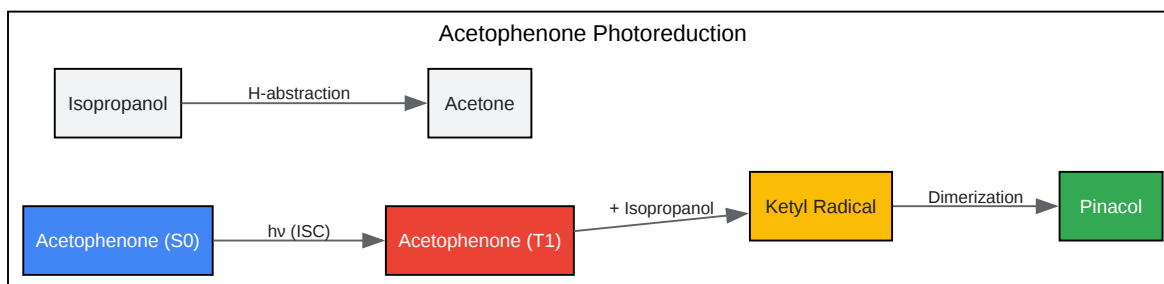 Acetophenone Photoreduction
Isopropanol
H-abstraction
Acetone
Acetophenone (S0)
hν (ISC)
Acetophenone (T1)
+ Isopropanol
Ketyl Radical
Dimerization
Pinacol